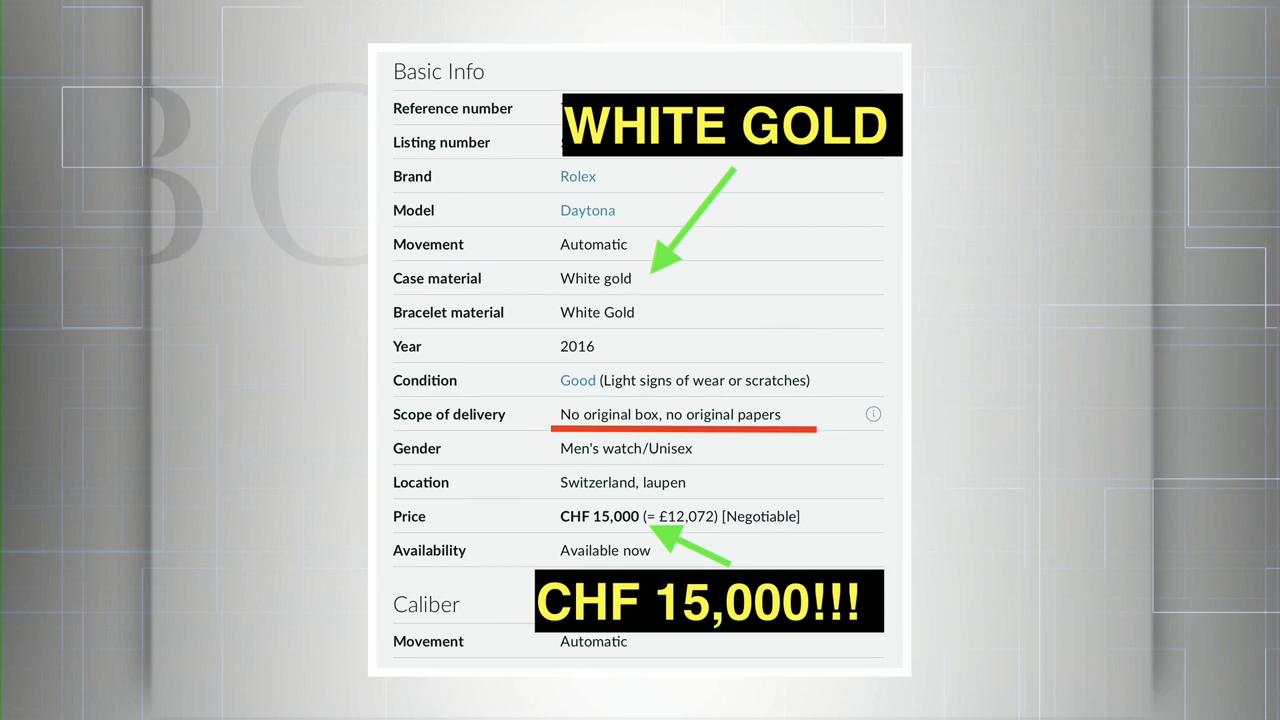 BO
Basic Info
Reference number
WHITE GOLD
Listing number
Brand Rolex
Model Daytona
Movement Automatic
Case material White gold
Bracelet material White Gold
Year 2016
Condition Good (Light signs of wear or scratches)
Scope of delivery No original box, no original papers
Gender Men's watch/Unisex
Location Switzerland, laupen
Price CHF 15,000 (= £12,072) [Negotiable]
Availability Available now
Caliber
CHF 15,000!!!
Movement Automatic